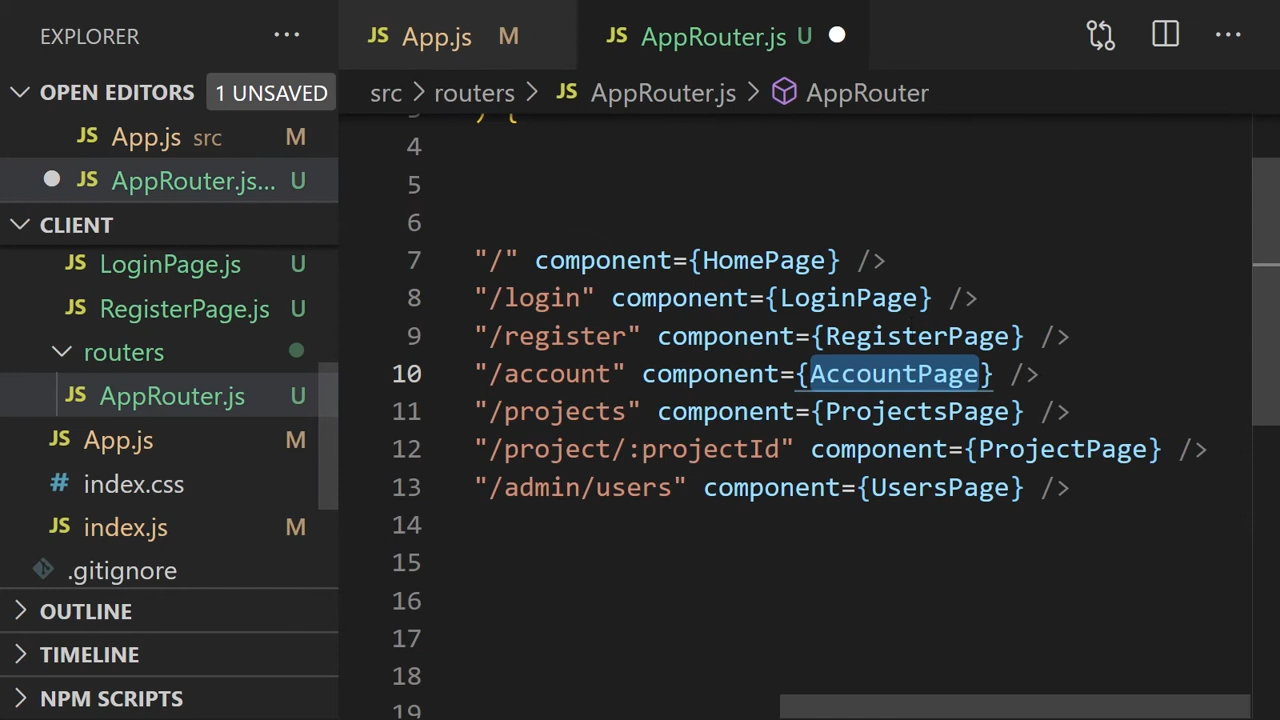 EXPLORER ···
JS App.js M
JS AppRouter.js U
···
OPEN EDITORS 1 UNSAVED
JS App.js src M
JS AppRouter.js... U
CLIENT
JS LoginPage.js U
JS RegisterPage.js U
routers
JS AppRouter.js U
JS App.js M
# index.css
JS index.js M
.gitignore
OUTLINE
TIMELINE
NPM SCRIPTS
src > routers > JS AppRouter.js > AppRouter
3 ) {
4
5
6
7 "/" component={HomePage} />
8 "/login" component={LoginPage} />
9 "/register" component={RegisterPage} />
10 "/account" component={AccountPage} />
11 "/projects" component={ProjectsPage} />
12 "/project/:projectId" component={ProjectPage} />
13 "/admin/users" component={UsersPage} />
14
15
16
17
18
19